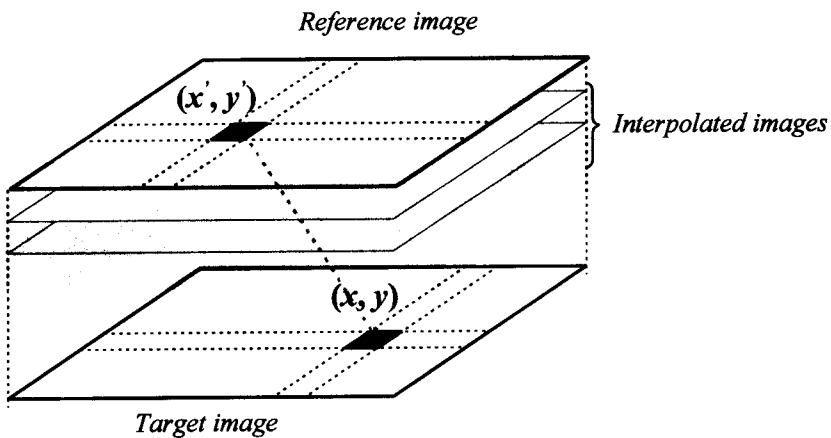 Reference image
(x', y')
Interpolated images
(x, y)
Target image